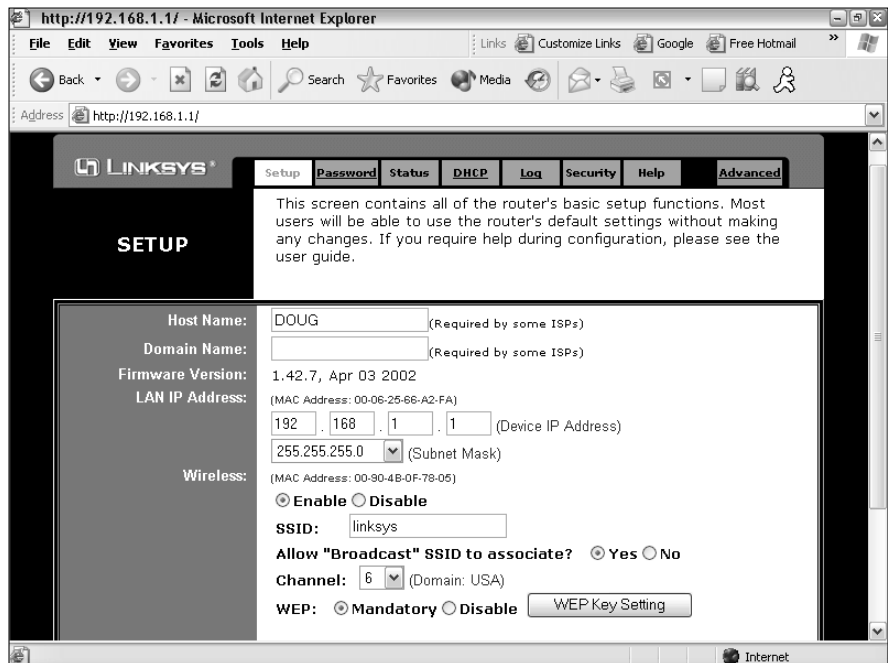 http://192.168.1.1/ - Microsoft Internet Explorer
File Edit View Favorites Tools Help Links Customize Links Google Free Hotmail »
Back Search Favorites Media
Address http://192.168.1.1/
LINKSYS®
Setup Password Status DHCP Log Security Help Advanced
SETUP
This screen contains all of the router's basic setup functions. Most
users will be able to use the router's default settings without making
any changes. If you require help during configuration, please see the
user guide.
Host Name: DOUG (Required by some ISPs)
Domain Name: (Required by some ISPs)
Firmware Version: 1.42.7, Apr 03 2002
LAN IP Address: (MAC Address: 00-06-25-66-A2-FA)
192 . 168 . 1 . 1 (Device IP Address)
255.255.255.0 (Subnet Mask)
Wireless: (MAC Address: 00-90-4B-0F-78-05)
Enable Disable
SSID: linksys
Allow "Broadcast" SSID to associate? Yes No
Channel: 6 (Domain: USA)
WEP: Mandatory Disable WEP Key Setting
Internet